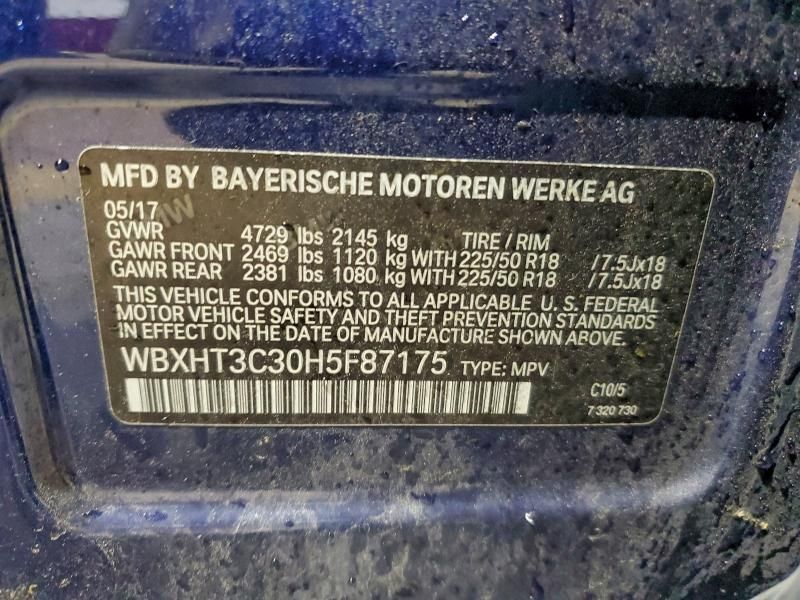 MFD BY BAYERISCHE MOTOREN WERKE AG
05/17
GVWR 4729 lbs 2145 kg TIRE / RIM
GAWR FRONT 2469 lbs 1120 kg WITH 225/50 R18 /7.5Jx18
GAWR REAR 2381 lbs 1080 kg WITH 225/50 R18 /7.5Jx18
THIS VEHICLE CONFORMS TO ALL APPLICABLE U.S. FEDERAL
MOTOR VEHICLE SAFETY AND THEFT PREVENTION STANDARDS
IN EFFECT ON THE DATE OF MANUFACTURE SHOWN ABOVE.
WBXHT3C30H5F87175 TYPE: MPV
C10/5
7 320 730